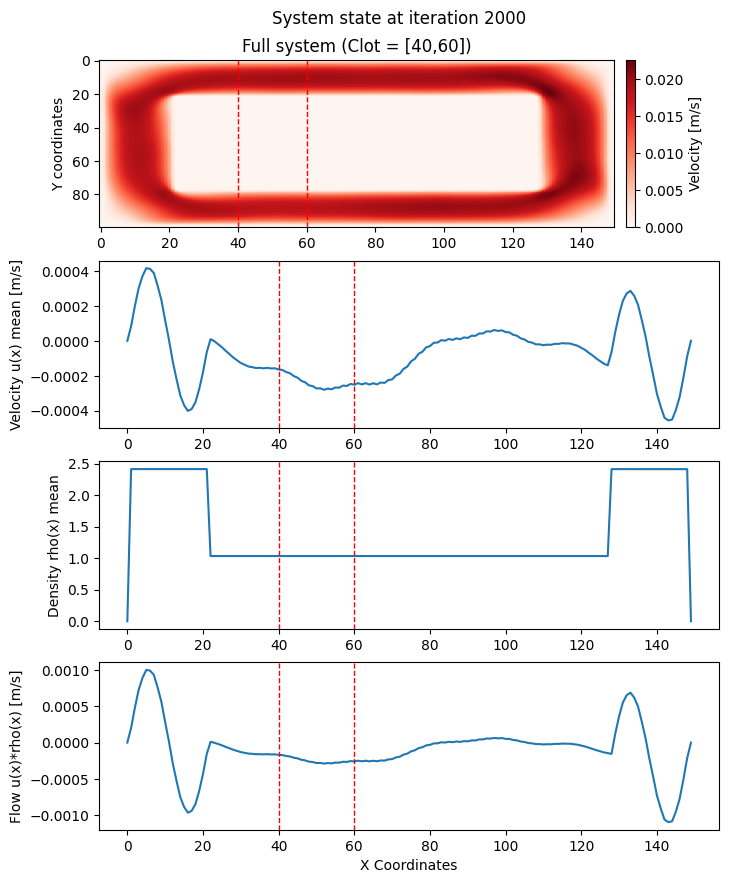 System state at iteration 2000
Full system (Clot = [40,60])
Y coordinates
0
20
40
60
80
0 20 40 60 80 100 120 140
0.020
0.015
0.010
0.005
0.000
Velocity [m/s]
Velocity u(x) mean [m/s]
0.0004
0.0002
0.0000
−0.0002
−0.0004
0 20 40 60 80 100 120 140
Density rho(x) mean
2.5
2.0
1.5
1.0
0.5
0.0
0 20 40 60 80 100 120 140
Flow u(x)*rho(x) [m/s]
0.0010
0.0005
0.0000
−0.0005
−0.0010
0 20 40 60 80 100 120 140
X Coordinates